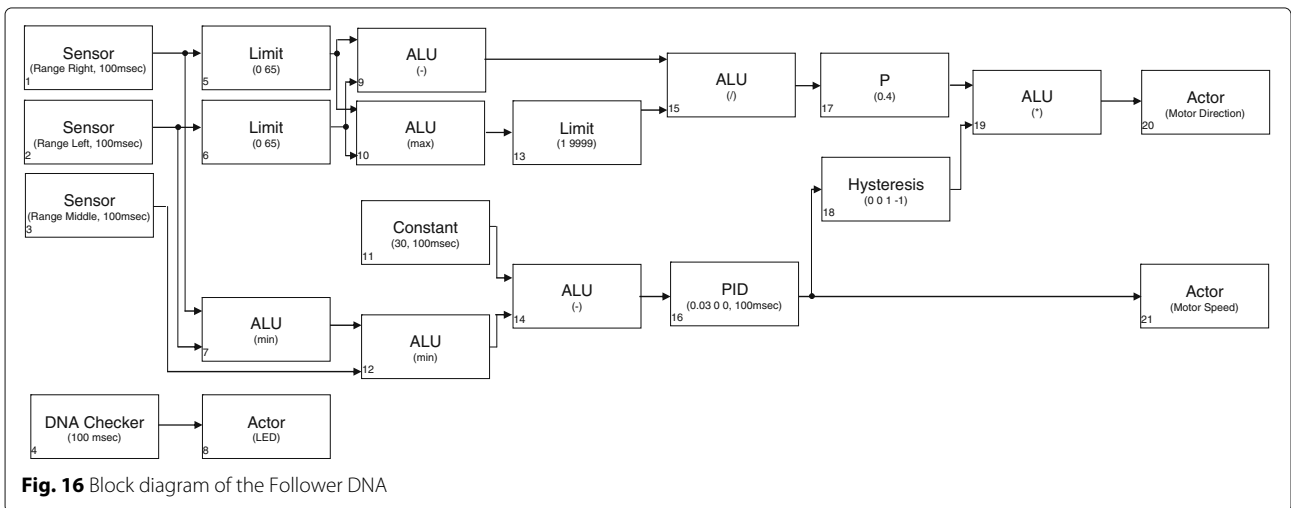 Sensor
(Range Right, 100msec)
1
Limit
(0 65)
5
ALU
(-)
9
ALU
(/)
15
P
(0.4)
17
ALU
(*)
19
Actor
(Motor Direction)
20
Sensor
(Range Left, 100msec)
2
Limit
(0 65)
6
ALU
(max)
10
Limit
(1 9999)
13
Sensor
(Range Middle, 100msec)
3
Hysteresis
(0 0 1 -1)
18
Constant
(30, 100msec)
11
ALU
(-)
14
PID
(0.03 0 0, 100msec)
16
Actor
(Motor Speed)
21
ALU
(min)
7
ALU
(min)
12
DNA Checker
(100 msec)
4
Actor
(LED)
8
Fig. 16 Block diagram of the Follower DNA